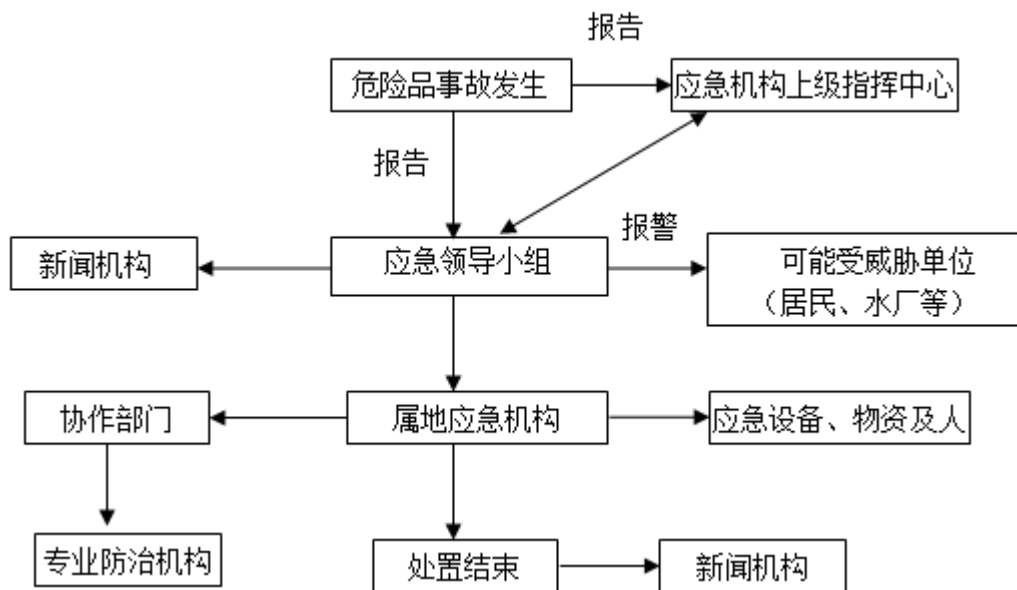 报告
危险品事故发生
应急机构上级指挥中心
报告
报警
新闻机构
应急领导小组
可能受威胁单位
（居民、水厂等）
协作部门
属地应急机构
应急设备、物资及人
专业防治机构
处置结束
新闻机构